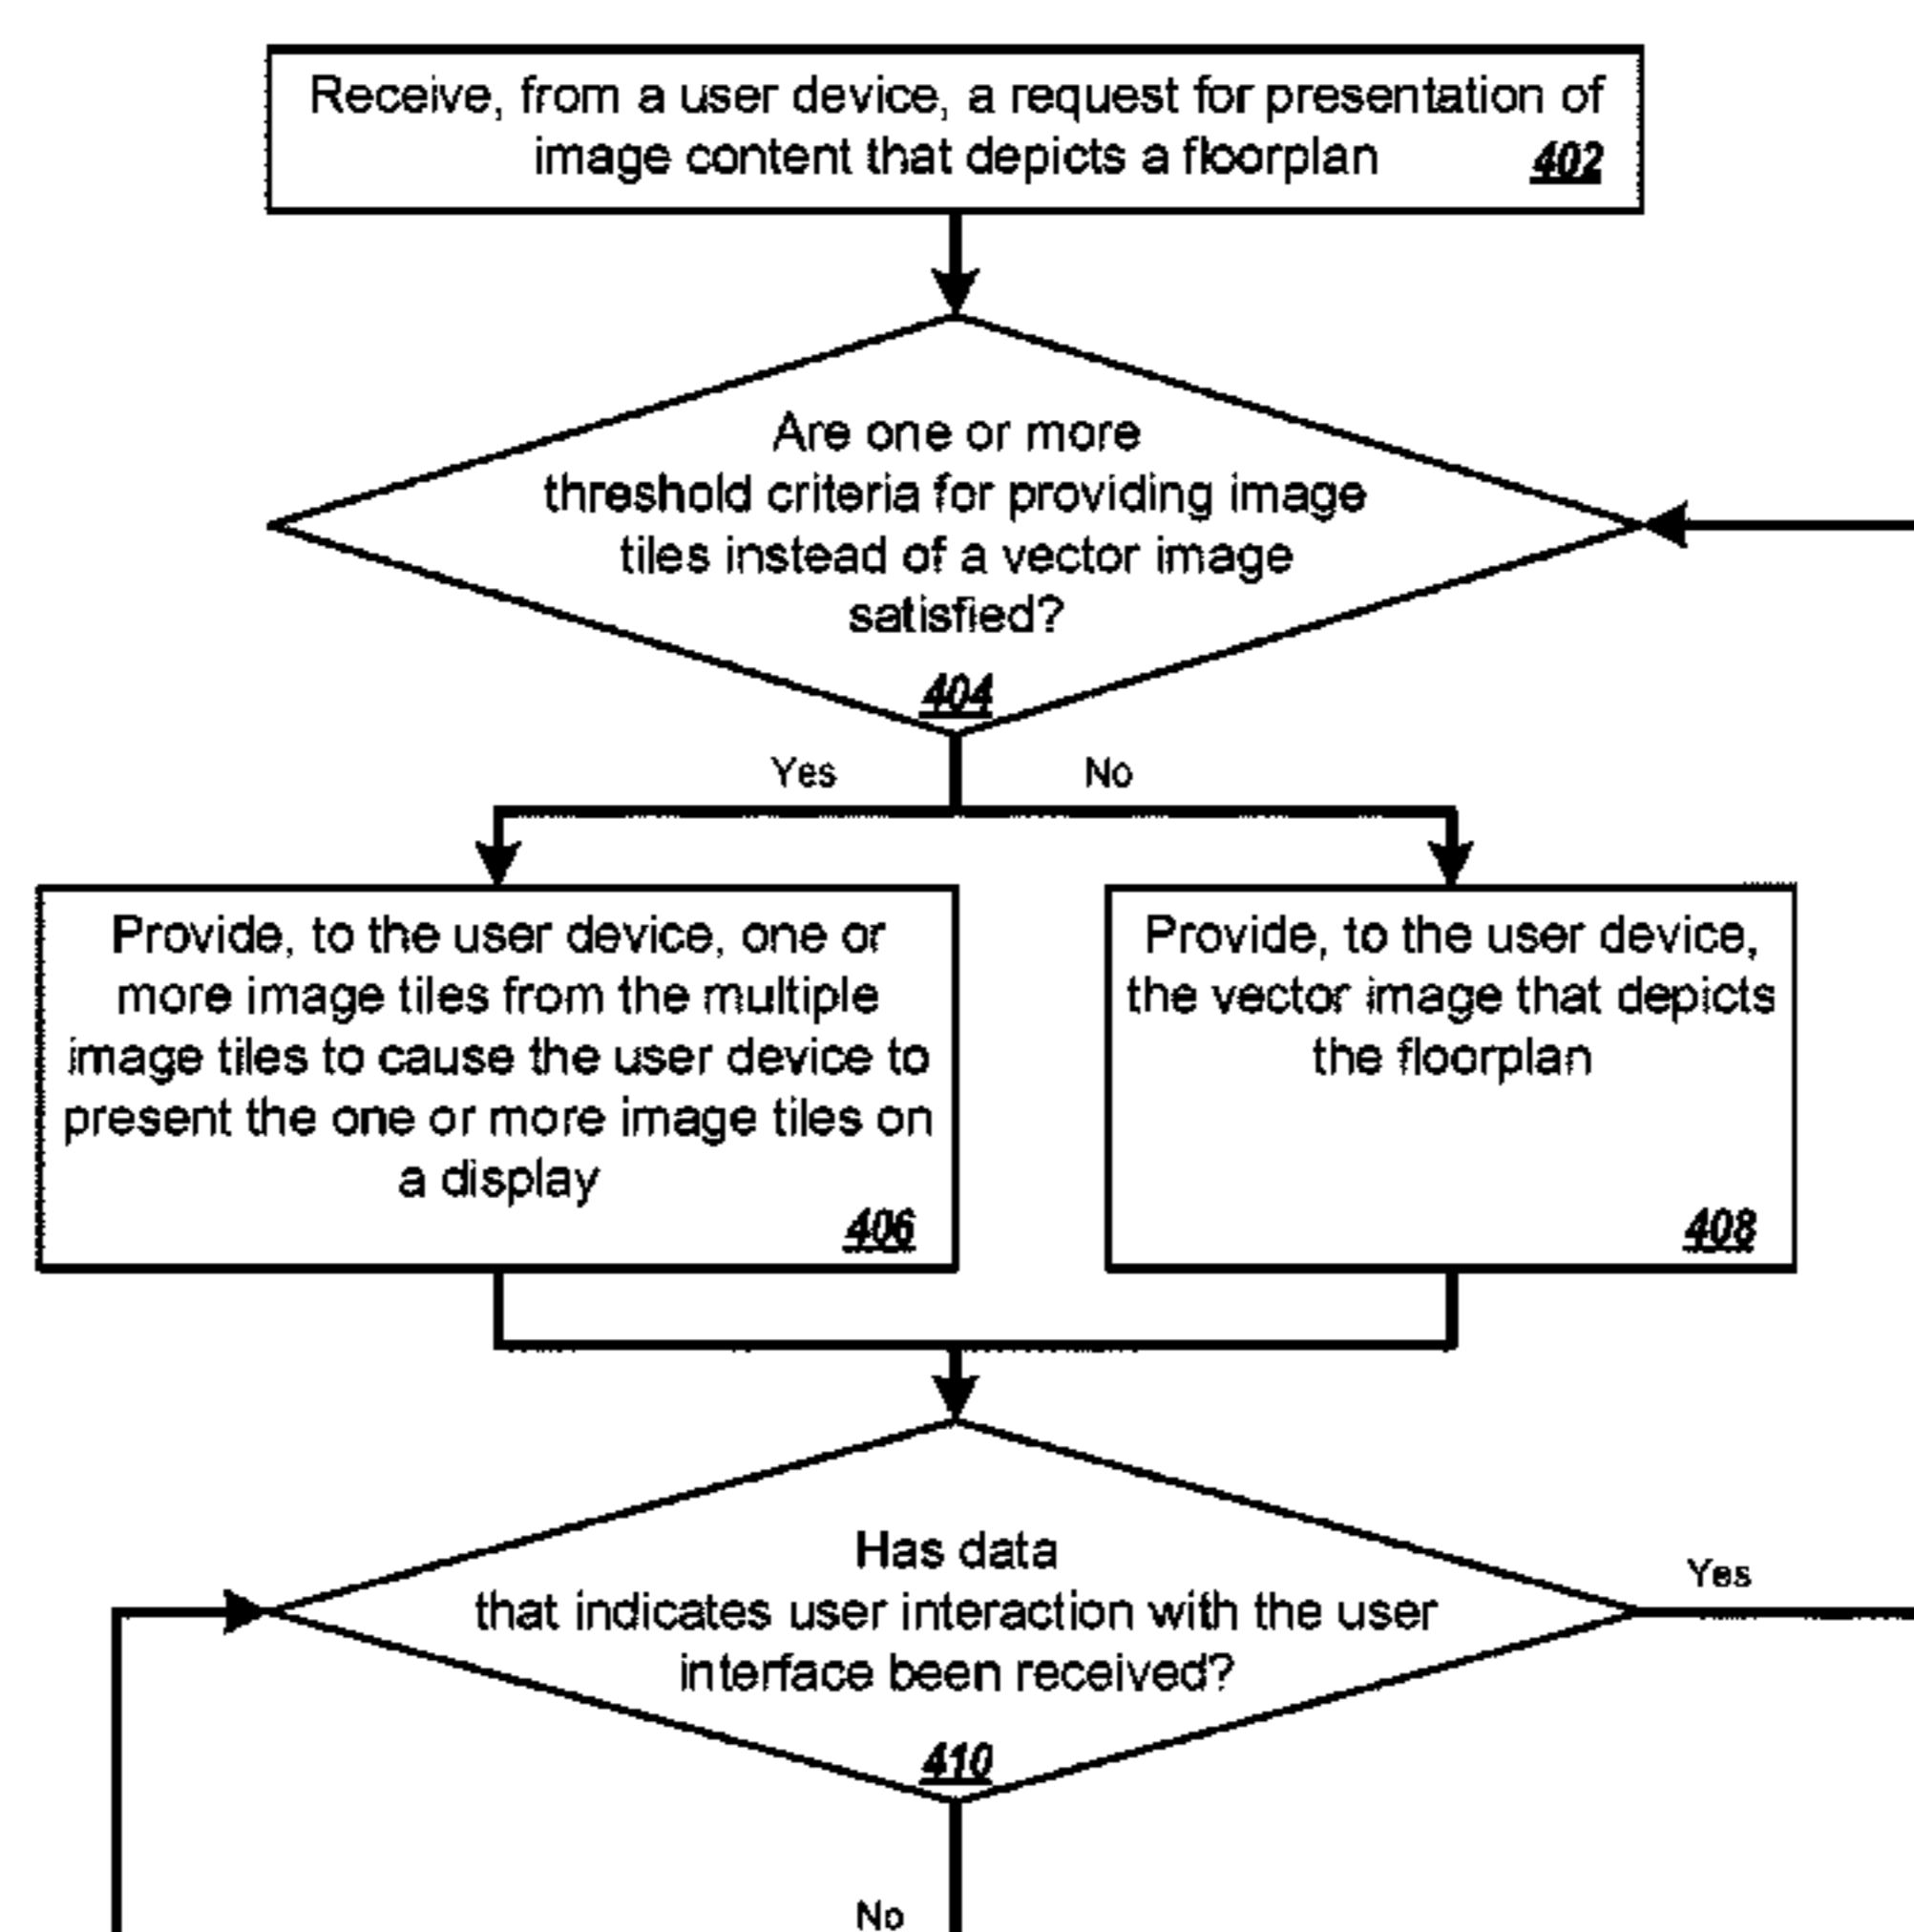 Receive, from a user device, a request for presentation of
image content that depicts a floorplan 402
Are one or more
threshold criteria for providing image
tiles instead of a vector image
satisfied?
404
Yes No
Provide, to the user device, one or
more image tiles from the multiple
image tiles to cause the user device to
present the one or more image tiles on
a display
406
Provide, to the user device,
the vector image that depicts
the floorplan
408
Has data
that indicates user interaction with the user
interface been received?
410
Yes
No